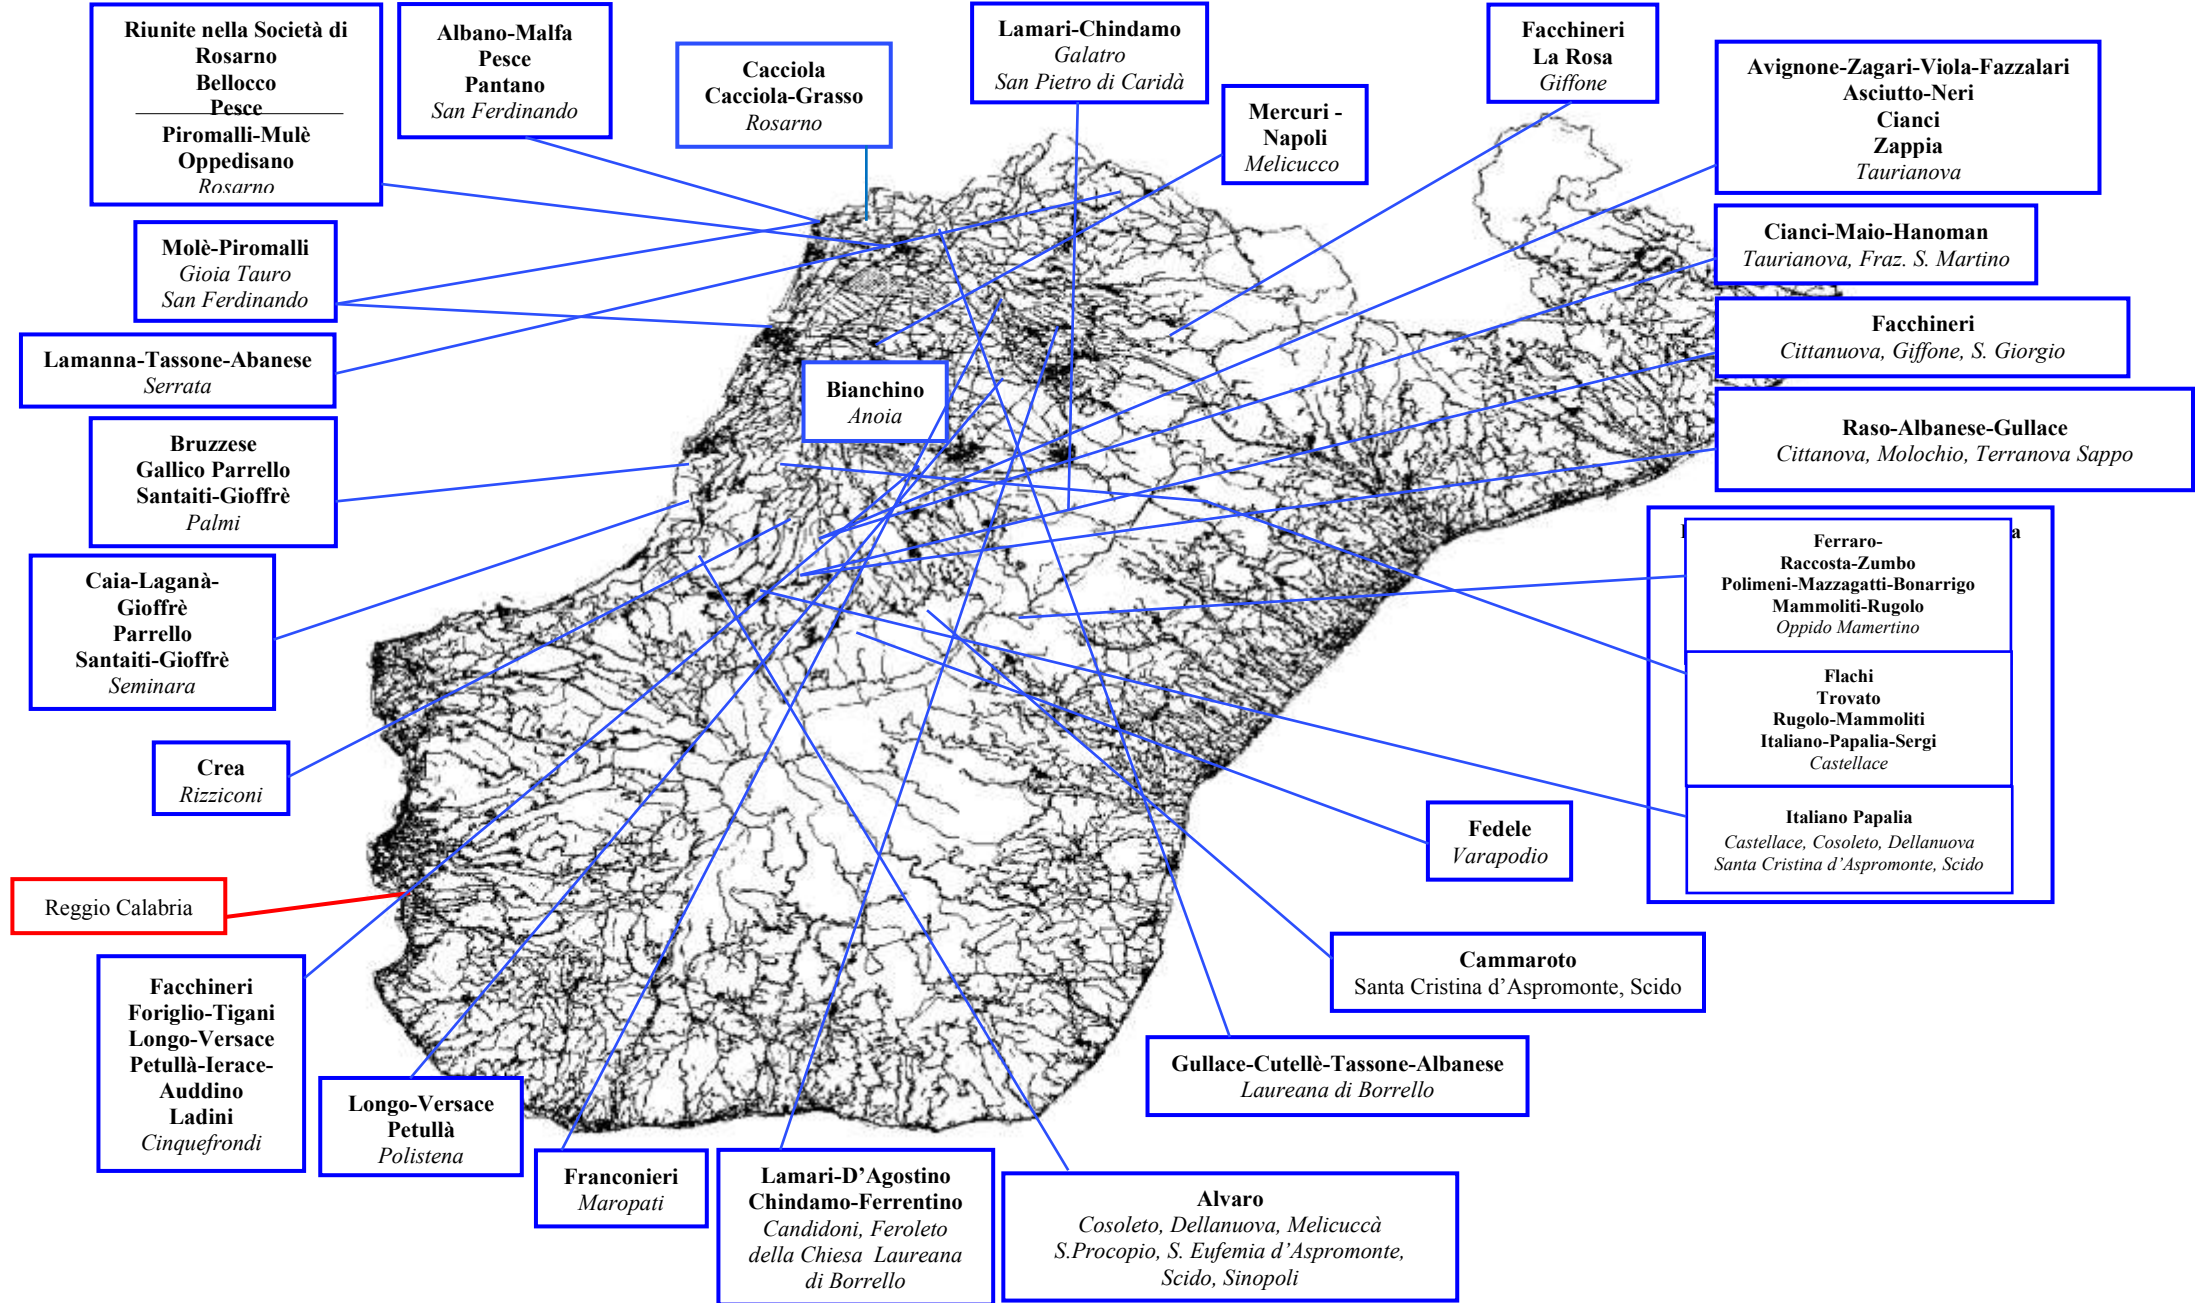 Riunite nella Società di
Rosarno
Bellocco
Pesce
Piromalli-Mulè
Oppedisano
Rosarno
Albano-Malfa
Pesce
Pantano
San Ferdinando
Cacciola
Cacciola-Grasso
Rosarno
Lamari-Chindamo
Galatro
San Pietro di Caridà
Mercuri -
Napoli
Melicucco
Facchineri
La Rosa
Giffone
Avignone-Zagari-Viola-Fazzalari
Asciutto-Neri
Cianci
Zappia
Taurianova
Molè-Piromalli
Gioia Tauro
San Ferdinando
Cianci-Maio-Hanoman
Taurianova, Fraz. S. Martino
Lamanna-Tassone-Abanese
Serrata
Facchineri
Cittanuova, Giffone, S. Giorgio
Bianchino
Anoia
Raso-Albanese-Gullace
Cittanova, Molochio, Terranova Sappo
Bruzzese
Gallico Parrello
Santaiti-Gioffrè
Palmi
Caia-Laganà-
Gioffrè
Parrello
Santaiti-Gioffrè
Seminara
a
Ferraro-
Raccosta-Zumbo
Polimeni-Mazzagatti-Bonarrigo
Mammoliti-Rugolo
Oppido Mamertino
Flachi
Trovato
Rugolo-Mammoliti
Italiano-Papalia-Sergi
Castellace
Italiano Papalia
Castellace, Cosoleto, Dellanuova
Santa Cristina d’Aspromonte, Scido
Crea
Rizziconi
Fedele
Varapodio
Reggio Calabria
Cammaroto
Santa Cristina d’Aspromonte, Scido
Facchineri
Foriglio-Tigani
Longo-Versace
Petullà-Ierace-
Auddino
Ladini
Cinquefrondi
Gullace-Cutellè-Tassone-Albanese
Laureana di Borrello
Longo-Versace
Petullà
Polistena
Franconieri
Maropati
Lamari-D’Agostino
Chindamo-Ferrentino
Candidoni, Feroleto
della Chiesa  Laureana
di Borrello
Alvaro
Cosoleto, Dellanuova, Melicuccà
S.Procopio, S. Eufemia d’Aspromonte,
Scido, Sinopoli